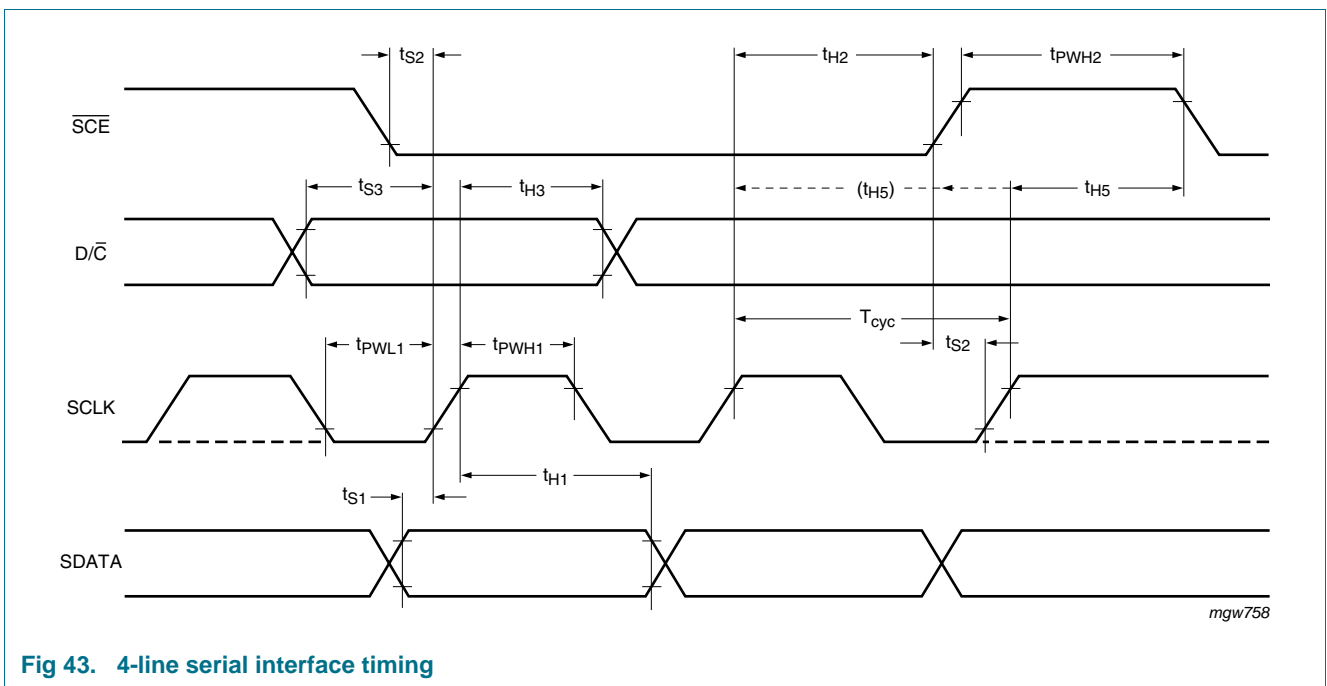 tS2
tH2
tPWH2
SCE
tS3
tH3
(tH5)
tH5
D/C
Tcyc
tPWL1
tPWH1
tS2
SCLK
tH1
tS1
SDATA
mgw758
Fig 43. 4-line serial interface timing